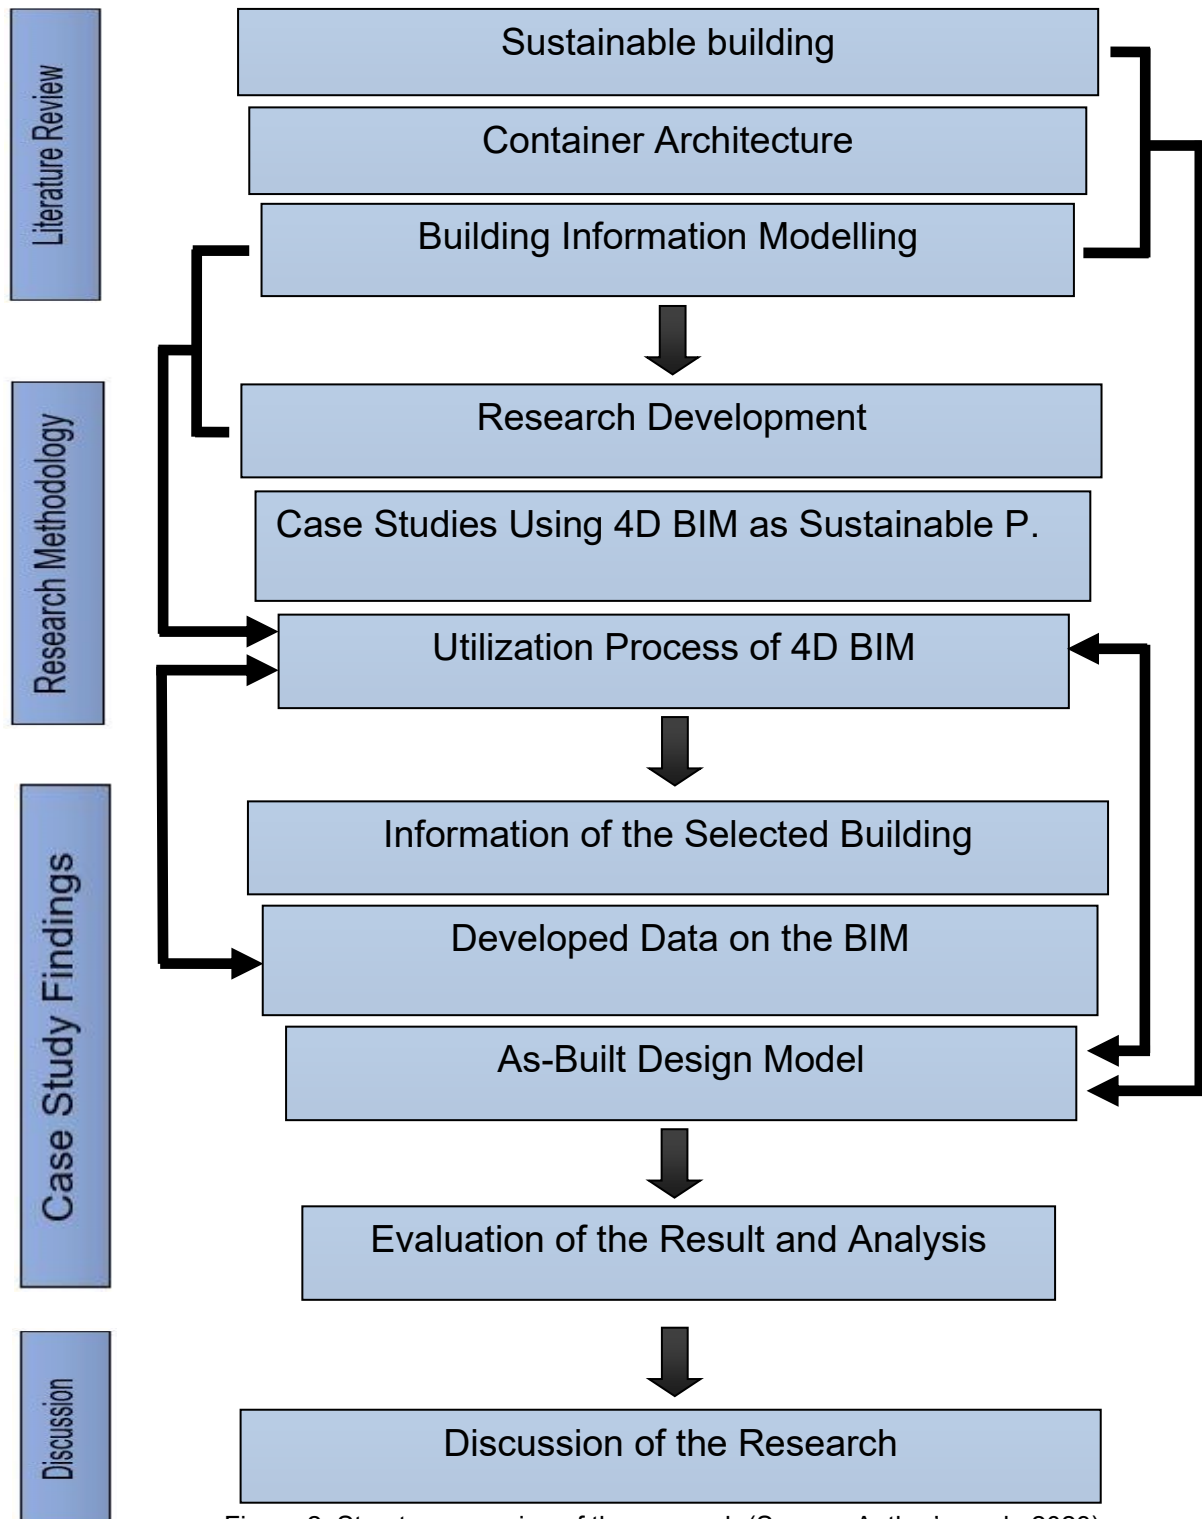 Literature Review
Sustainable building
Container Architecture
Building Information Modelling
Research Methodology
Research Development
Case Studies Using 4D BIM as Sustainable P.
Utilization Process of 4D BIM
Case Study Findings
Information of the Selected Building
Developed Data on the BIM
As-Built Design Model
Evaluation of the Result and Analysis
Discussion
Discussion of the Research